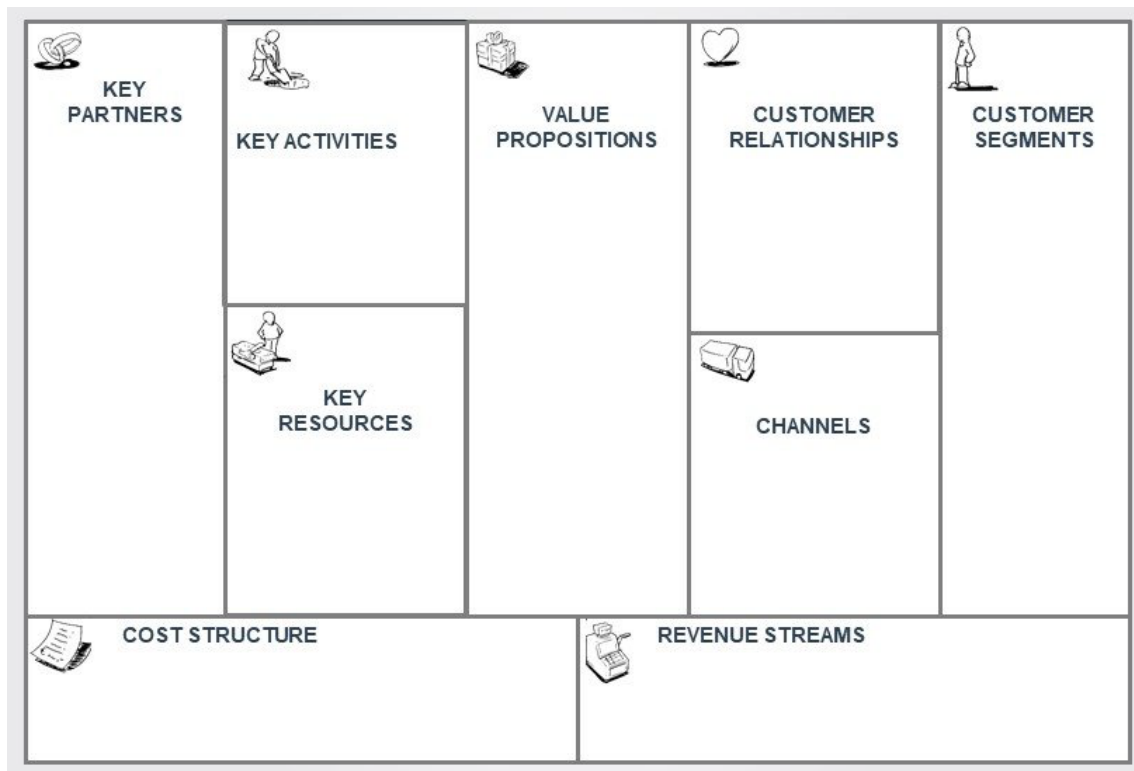 KEY
PARTNERS
KEY ACTIVITIES
KEY
RESOURCES
VALUE
PROPOSITIONS
CUSTOMER
RELATIONSHIPS
CHANNELS
CUSTOMER
SEGMENTS
COST STRUCTURE
REVENUE STREAMS